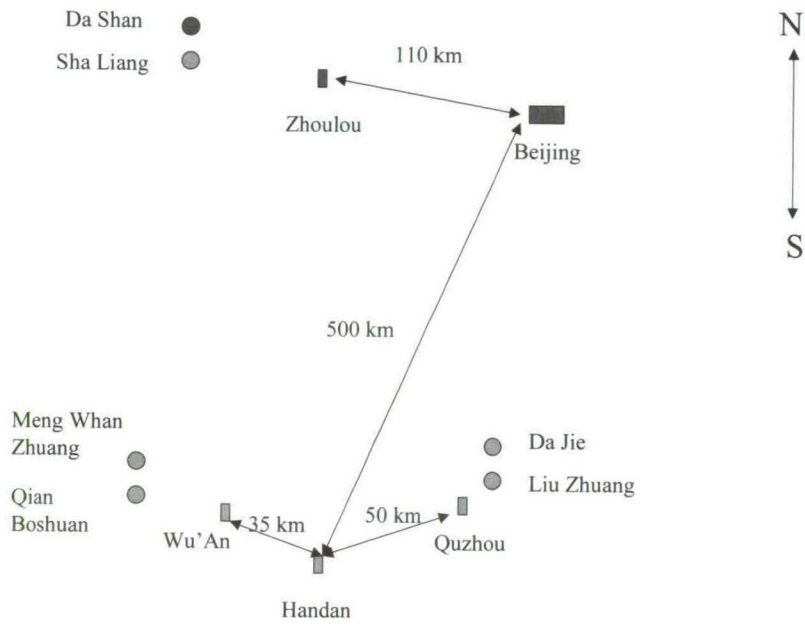 Da Shan
Sha Liang
110 km
N
Zhoulou
Beijing
S
500 km
Meng Whan
Zhuang
Da Jie
Qian
Boshuan
Liu Zhuang
Wu'An
35 km
50 km
Quzhou
Handan